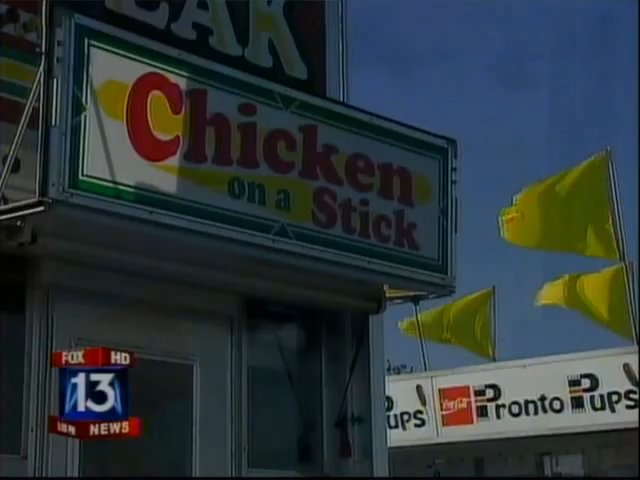 EAK
Chicken
on a
Stick
ups
Coca-Cola
Pronto Pups
FOX HD
13
NEWS